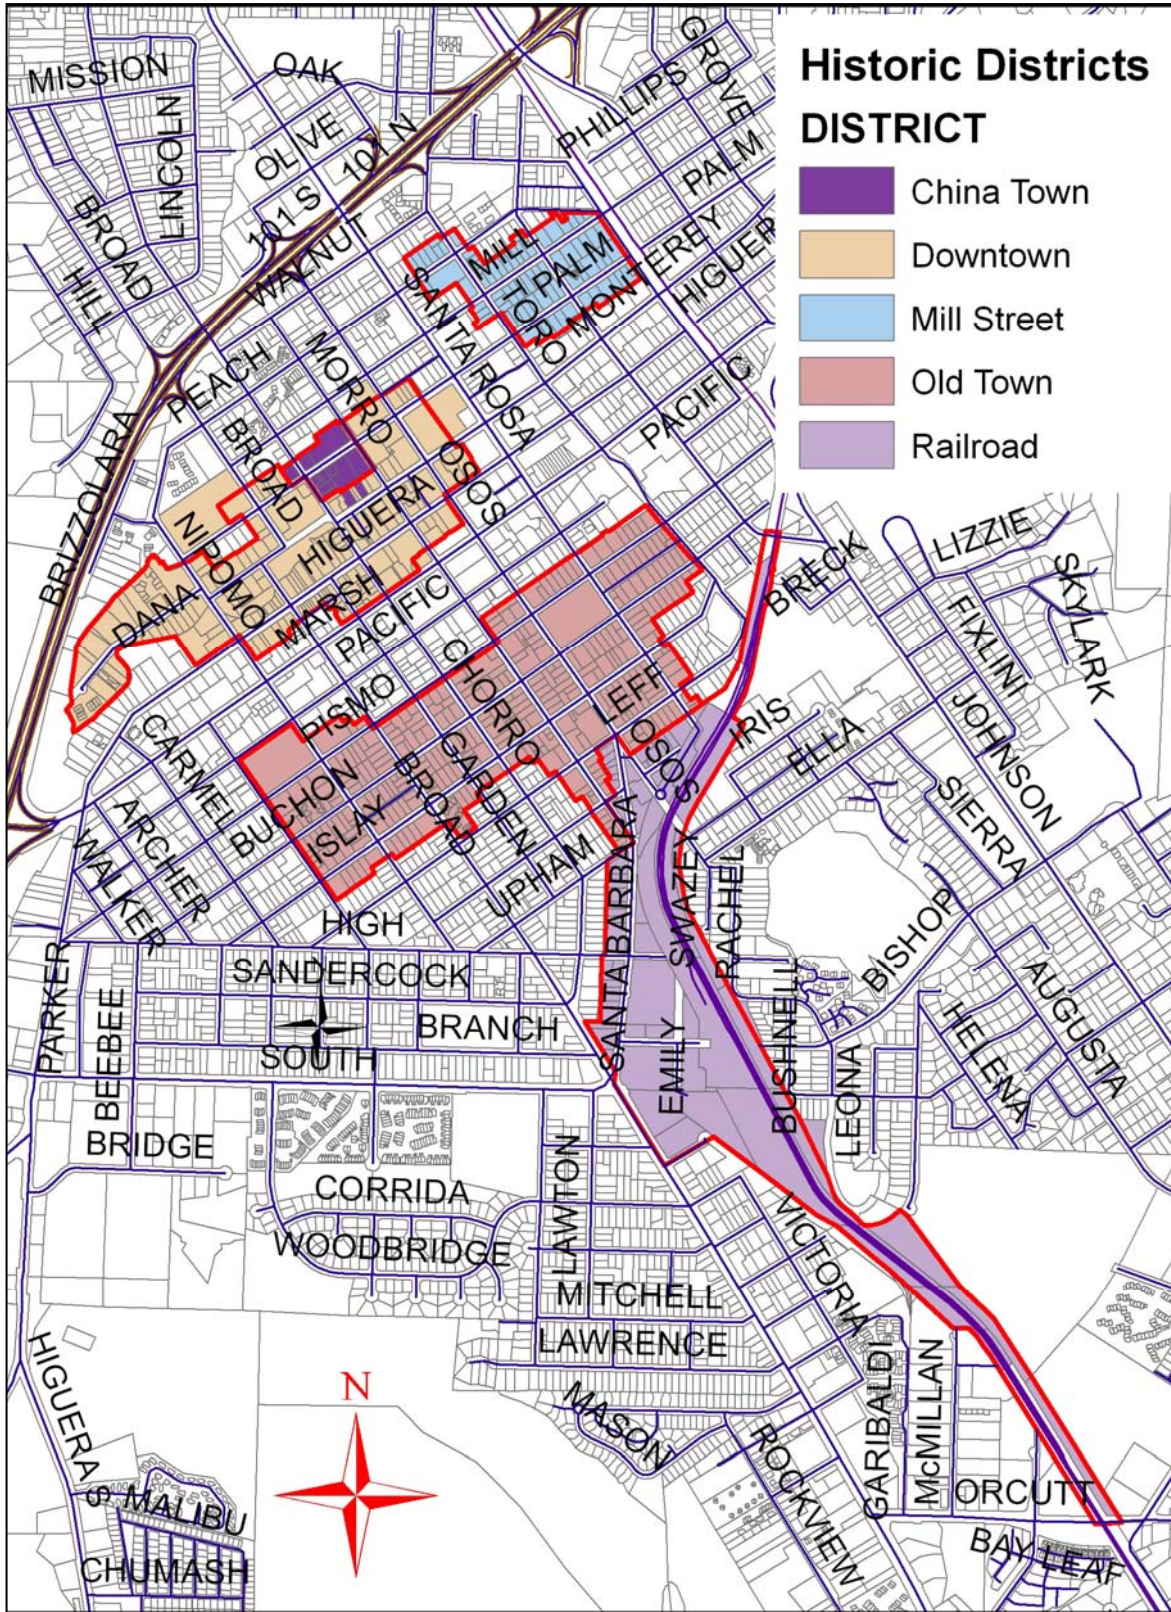 Historic Districts
DISTRICT
China Town
Downtown
Mill Street
Old Town
Railroad
MISSION
OAK
GROVE
PHILLIPS
LINCOLN
OLIVE
101 N
101 S
PALM
BROAD
HILL
WALNUT
MILL
PALM
MONTEREY
HIGUER
TORO
SANTA ROSA
PEACH
MORRO
PACIFIC
BRIZZOLARA
BROAD
OSOS
NIPOMO
HIGUERA
DANA
MARSH
PACIFIC
BRECK
LIZZIE
SKYLARK
FIXLINI
CHORRO
LEFF
PISMO
IRIS
JOHNSON
CARMEL
ELLA
OSOS
GARDEN
BROAD
BUCHON
ISLAY
ARCHER
SIERRA
WALKER
UPHAM
SANTA BARBARA
SWAZEY
RACHEL
BISHOP
HIGH
SANDERCOCK
PARKER
BEEBEE
BRANCH
SOUTH
EMILY
BUSHNELL
AUGUSTA
HELENA
LEONA
BRIDGE
CORRIDA
WOODBRIDGE
LAWTON
VICTORIA
MITCHELL
LAWRENCE
HIGUERA S
N
MASON
ROCKVIEW
GARIBALDI
McMILLAN
ORCUTT
MALIBU
BAY LEAF
CHUMASH